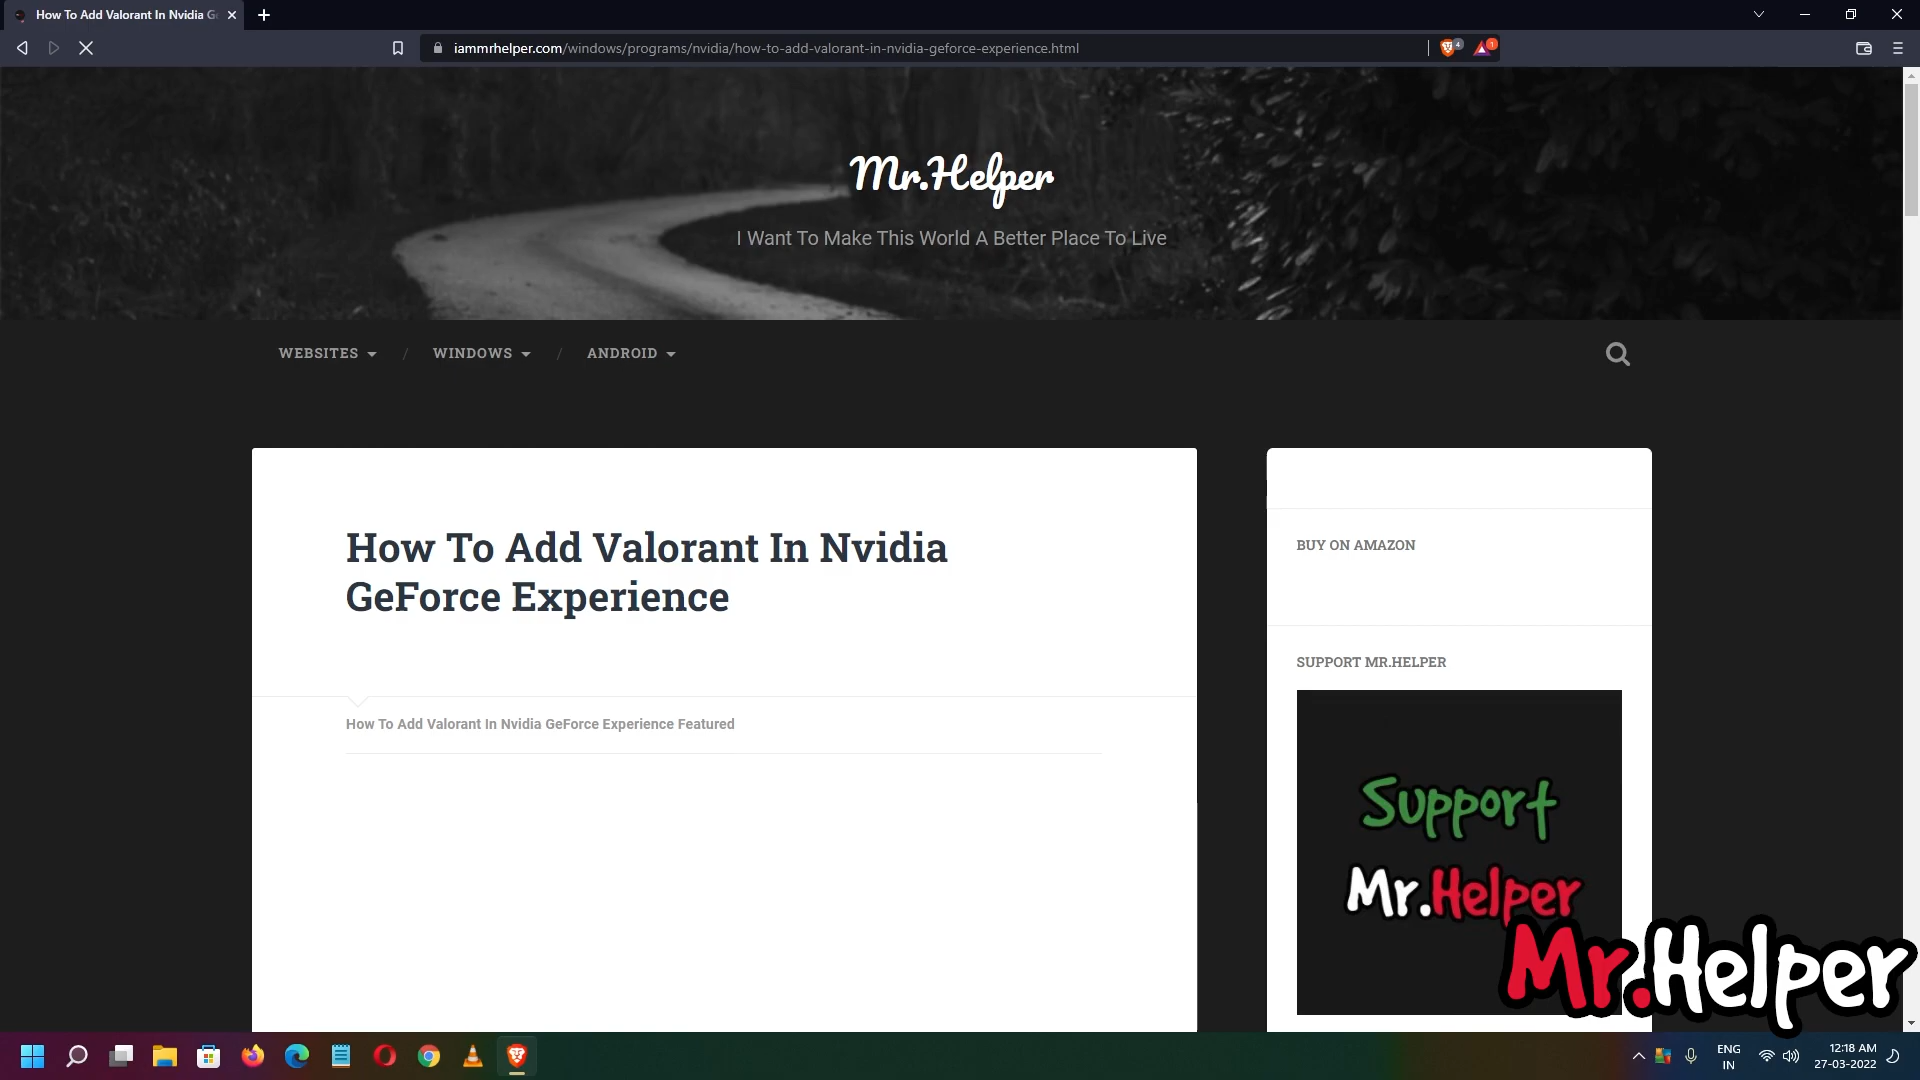 How To Add Valorant In Nvidia G
iammrhelper.com/windows/programs/nvidia/how-to-add-valorant-in-nvidia-geforce-experience.html
4
1
Mr.Helper
I Want To Make This World A Better Place To Live
WEBSITES / WINDOWS / ANDROID
How To Add Valorant In Nvidia
GeForce Experience
How To Add Valorant In Nvidia GeForce Experience Featured
BUY ON AMAZON
SUPPORT MR.HELPER
Support
Mr.Helper
Mr.Helper
ENG
IN
12:18 AM
27-03-2022